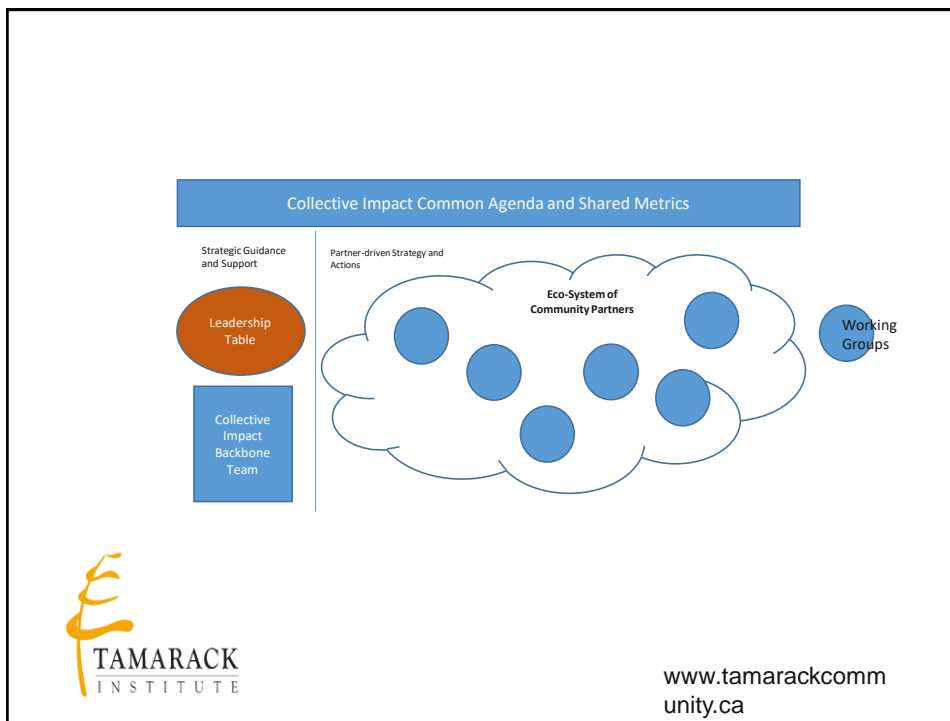 Collective Impact Common Agenda and Shared Metrics
Strategic Guidance
and Support
Partner-driven Strategy and
Actions
Eco-System of
Community Partners
Leadership
Table
Working
Groups
Collective
Impact
Backbone
Team
TAMARACK
INSTITUTE
www.tamarackcomm
unity.ca